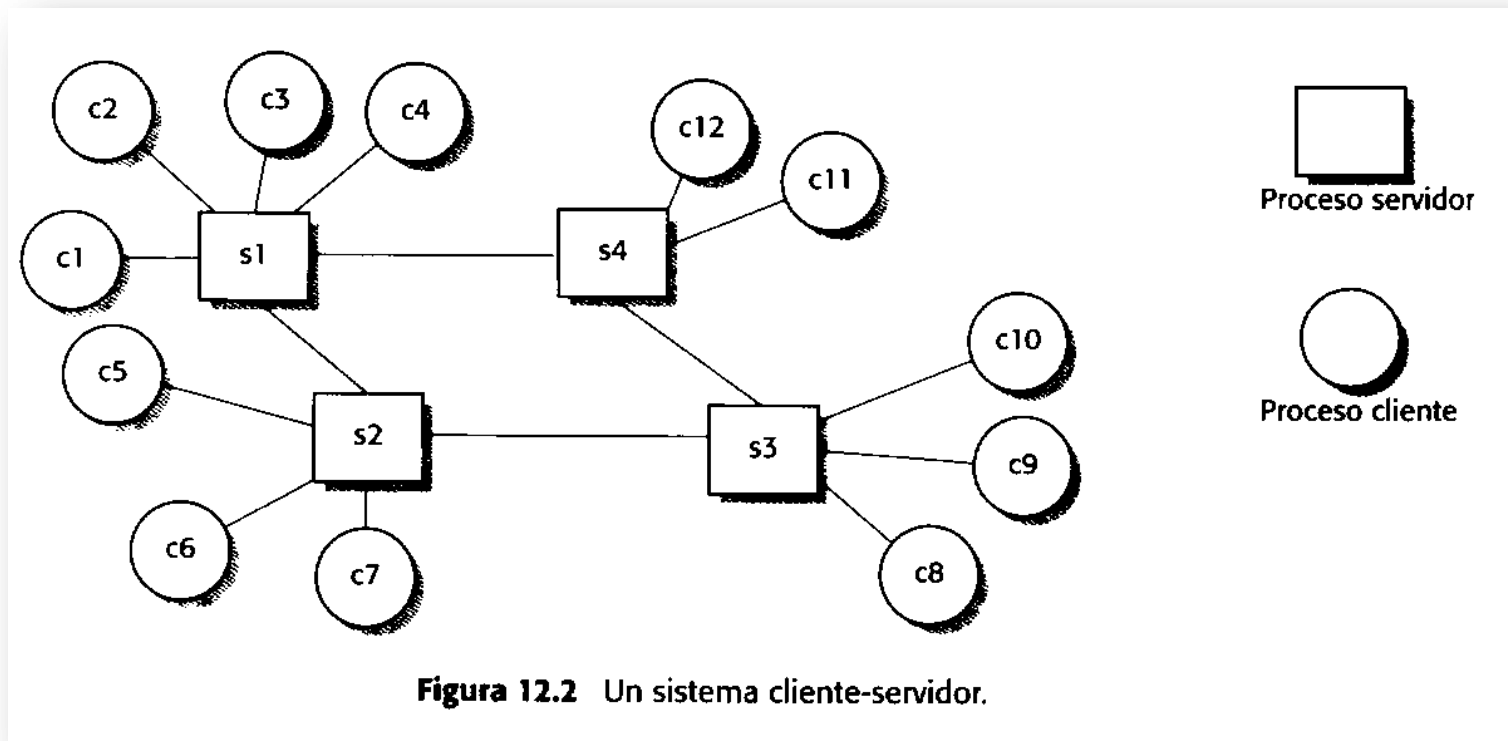 c2
c3
c4
c12
c11
c1
s1
s4
Proceso servidor
c5
s2
s3
c10
c9
c6
c7
c8
Proceso cliente
Figura 12.2 Un sistema cliente-servidor.